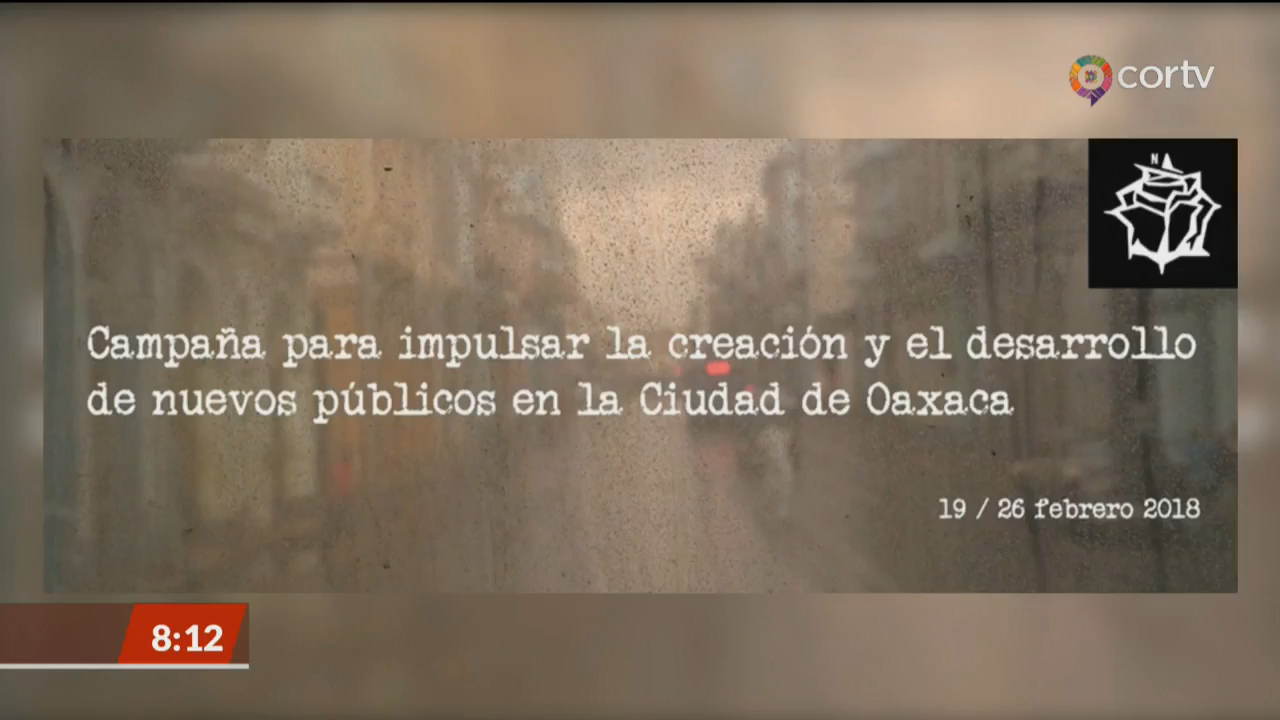 cortv
N
Campaña para impulsar la creación y el desarrollo
de nuevos públicos en la Ciudad de Oaxaca
19 / 26 febrero 2018
8:12